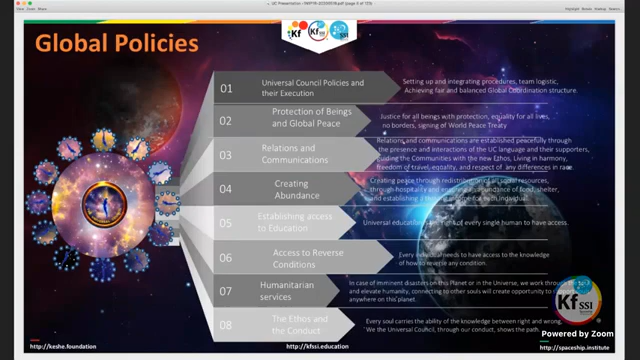 UC Presentation
Global Policies
Kf
Kf SSI
SSI
01
Universal Council Policies and
their Execution
Setting up and integrating procedures, team logistic,
Achieving fair and balanced Global Coordination structure.
02
Protection of Beings
and Global Peace
Justice for all beings with protection, equality for all lives,
no borders, signing of World Peace Treaty
03
Relations and
Communications
Relations and communications are established peacefully through
the presence and interactions of the UC language and their supporters,
guiding the Communities with the new Ethos, Living in harmony,
freedom of travel, equality, and respect of any differences in race.
04
Creating
Abundance
Creating peace through redistribution of all social resources,
through hospitality and abundance of food, shelter,
and establishing for each individual.
05
Establishing access
to Education
Universal education right of every single human to have access.
06
Access to Reverse
Conditions
Every individual needs to have access to the knowledge
of how to reverse any condition.
07
Humanitarian
services
In case of imminent disasters on this Planet or in the Universe, we work through the
and elevate humanity, connecting to other souls will create opportunity to
anywhere on this planet.
08
The Ethos and
the Conduct
Every soul carries the ability of the knowledge between right and wrong.
We the Universal Council, through our conduct, shows the path.
Kf
SSI
Powered by Zoom
http://keshe.foundation
http://kfssi.education
http://spaceship.institute